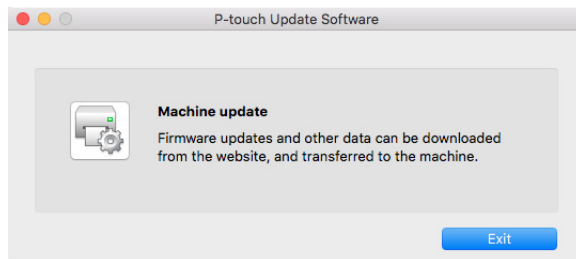 P-touch Update Software
Machine update
Firmware updates and other data can be downloaded
from the website, and transferred to the machine.
Exit